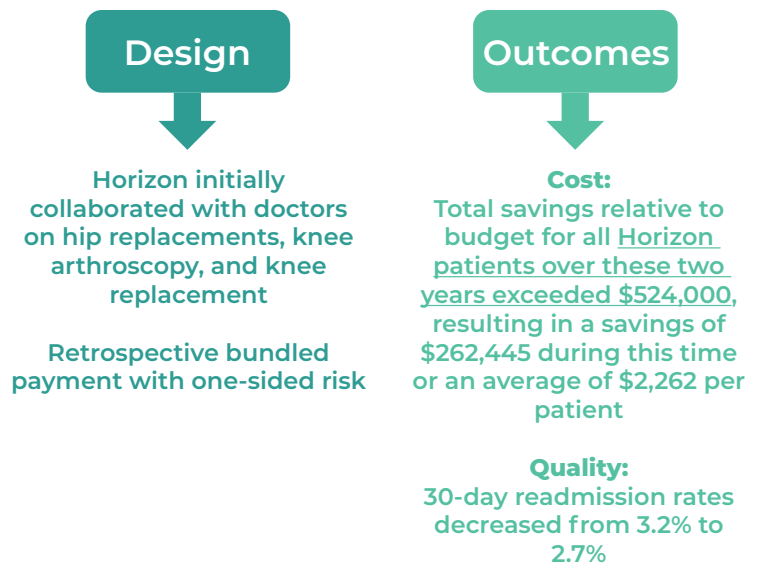 Design
Horizon initially
collaborated with doctors
on hip replacements, knee
arthroscopy, and knee
replacement
Retrospective bundled
payment with one-sided risk
Outcomes
Cost:
Total savings relative to
budget for all Horizon
patients over these two
years exceeded $524,000,
resulting in a savings of
$262,445 during this time
or an average of $2,262 per
patient
Quality:
30-day readmission rates
decreased from 3.2% to
2.7%